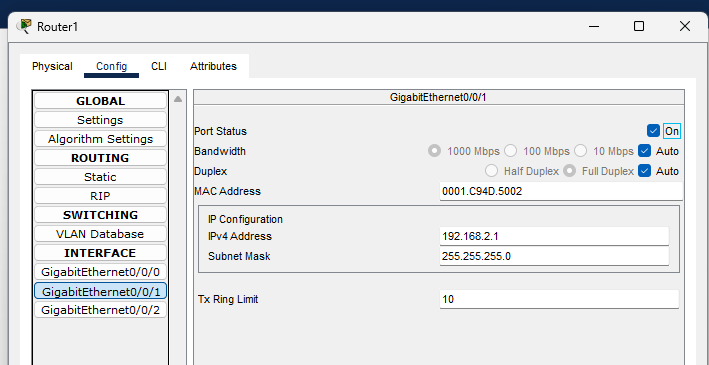 Router1
Physical Config CLI Attributes
GLOBAL
Settings
Algorithm Settings
ROUTING
Static
RIP
SWITCHING
VLAN Database
INTERFACE
GigabitEthernet0/0/0
GigabitEthernet0/0/1
GigabitEthernet0/0/2
GigabitEthernet0/0/1
Port Status On
Bandwidth 1000 Mbps 100 Mbps 10 Mbps Auto
Duplex Half Duplex Full Duplex Auto
MAC Address 0001.C94D.5002
IP Configuration
IPv4 Address 192.168.2.1
Subnet Mask 255.255.255.0
Tx Ring Limit 10